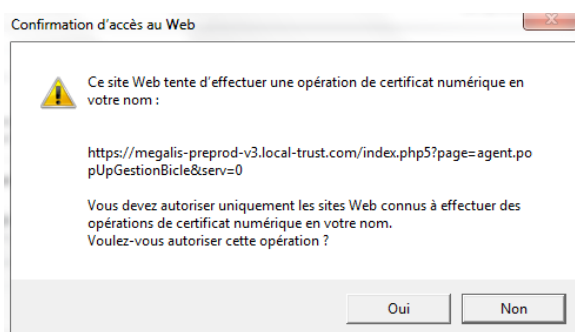 Confirmation d'accès au Web
Ce site Web tente d'effectuer une opération de certificat numérique en
votre nom :
https://megalis-preprod-v3.local-trust.com/index.php5?page=agent.po
pUpGestionBicle&serv=0
Vous devez autoriser uniquement les sites Web connus à effectuer des
opérations de certificat numérique en votre nom.
Voulez-vous autoriser cette opération ?
Oui
Non